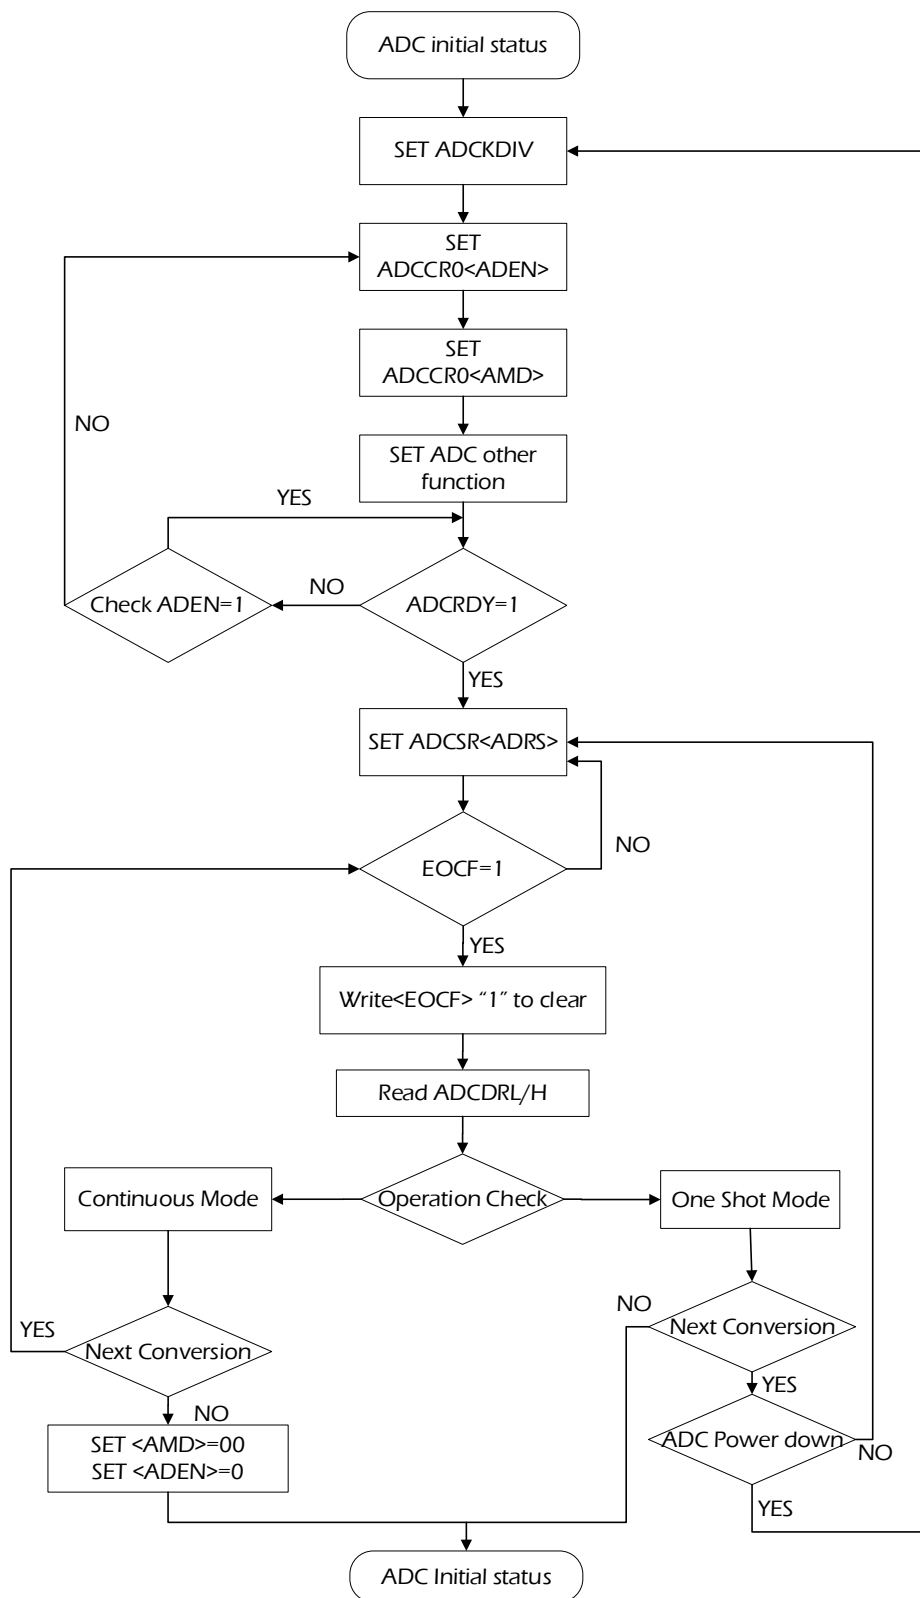 ADC initial status
SET ADCKDIV
SET
ADCCR0<ADEN>
SET
ADCCR0<AMD>
NO
SET ADC other
function
YES
Check ADEN=1
NO
ADCRDY=1
YES
SET ADCSR<ADRS>
EOCF=1
NO
YES
Write<EOCF> “1” to clear
Read ADCDRL/H
Continuous Mode
Operation Check
One Shot Mode
YES
Next Conversion
NO
Next Conversion
YES
NO
SET <AMD>=00
SET <ADEN>=0
ADC Power down
NO
YES
ADC Initial status